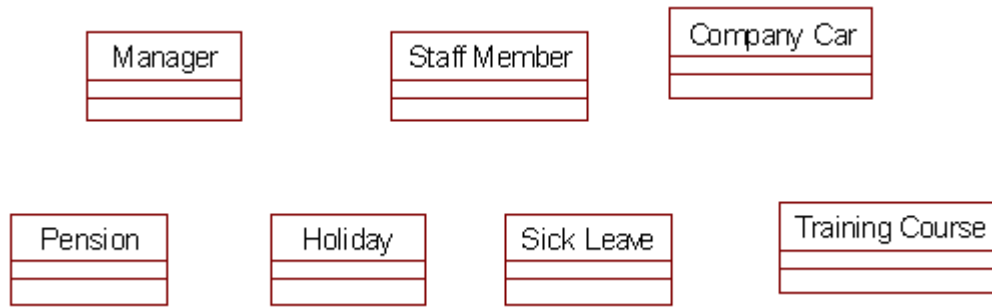 Manager
Staff Member
Company Car
Pension
Holiday
Sick Leave
Training Course